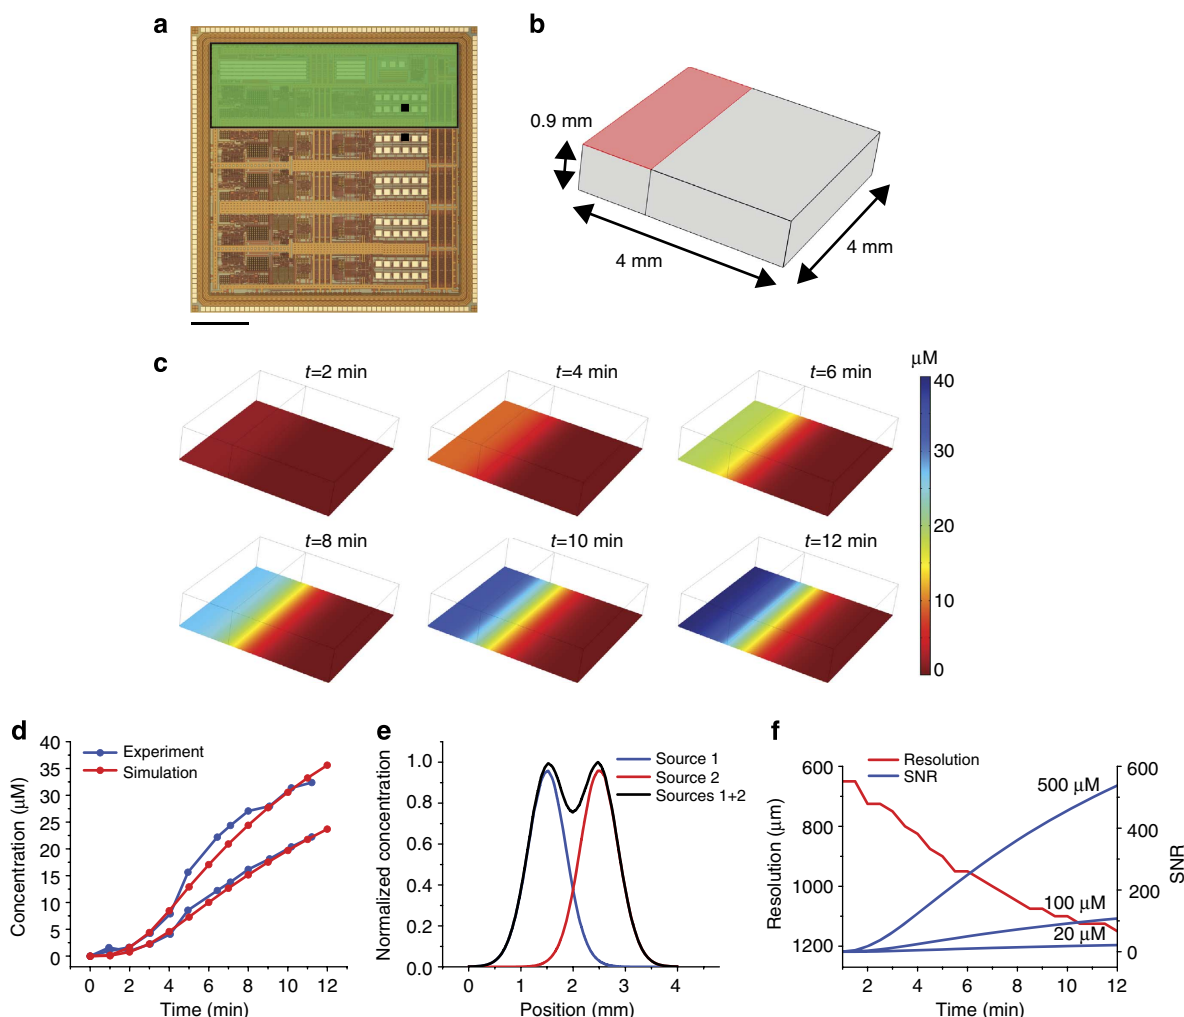 a
b
0.9 mm
4 mm
4 mm
c
t=2 min
t=4 min
t=6 min
t=8 min
t=10 min
t=12 min
µM
40
30
20
10
0
d
Experiment
Simulation
40
35
30
25
20
15
10
5
0
Concentration (µM)
0 2 4 6 8 10 12
Time (min)
e
Source 1
Source 2
Sources 1+2
1.0
0.8
0.6
0.4
0.2
0.0
Normalized concentration
0 1 2 3 4
Position (mm)
f
Resolution
SNR
600
800
1000
1200
Resolution (µm)
500 µM
100 µM
20 µM
600
400
200
0
SNR
2 4 6 8 10 12
Time (min)